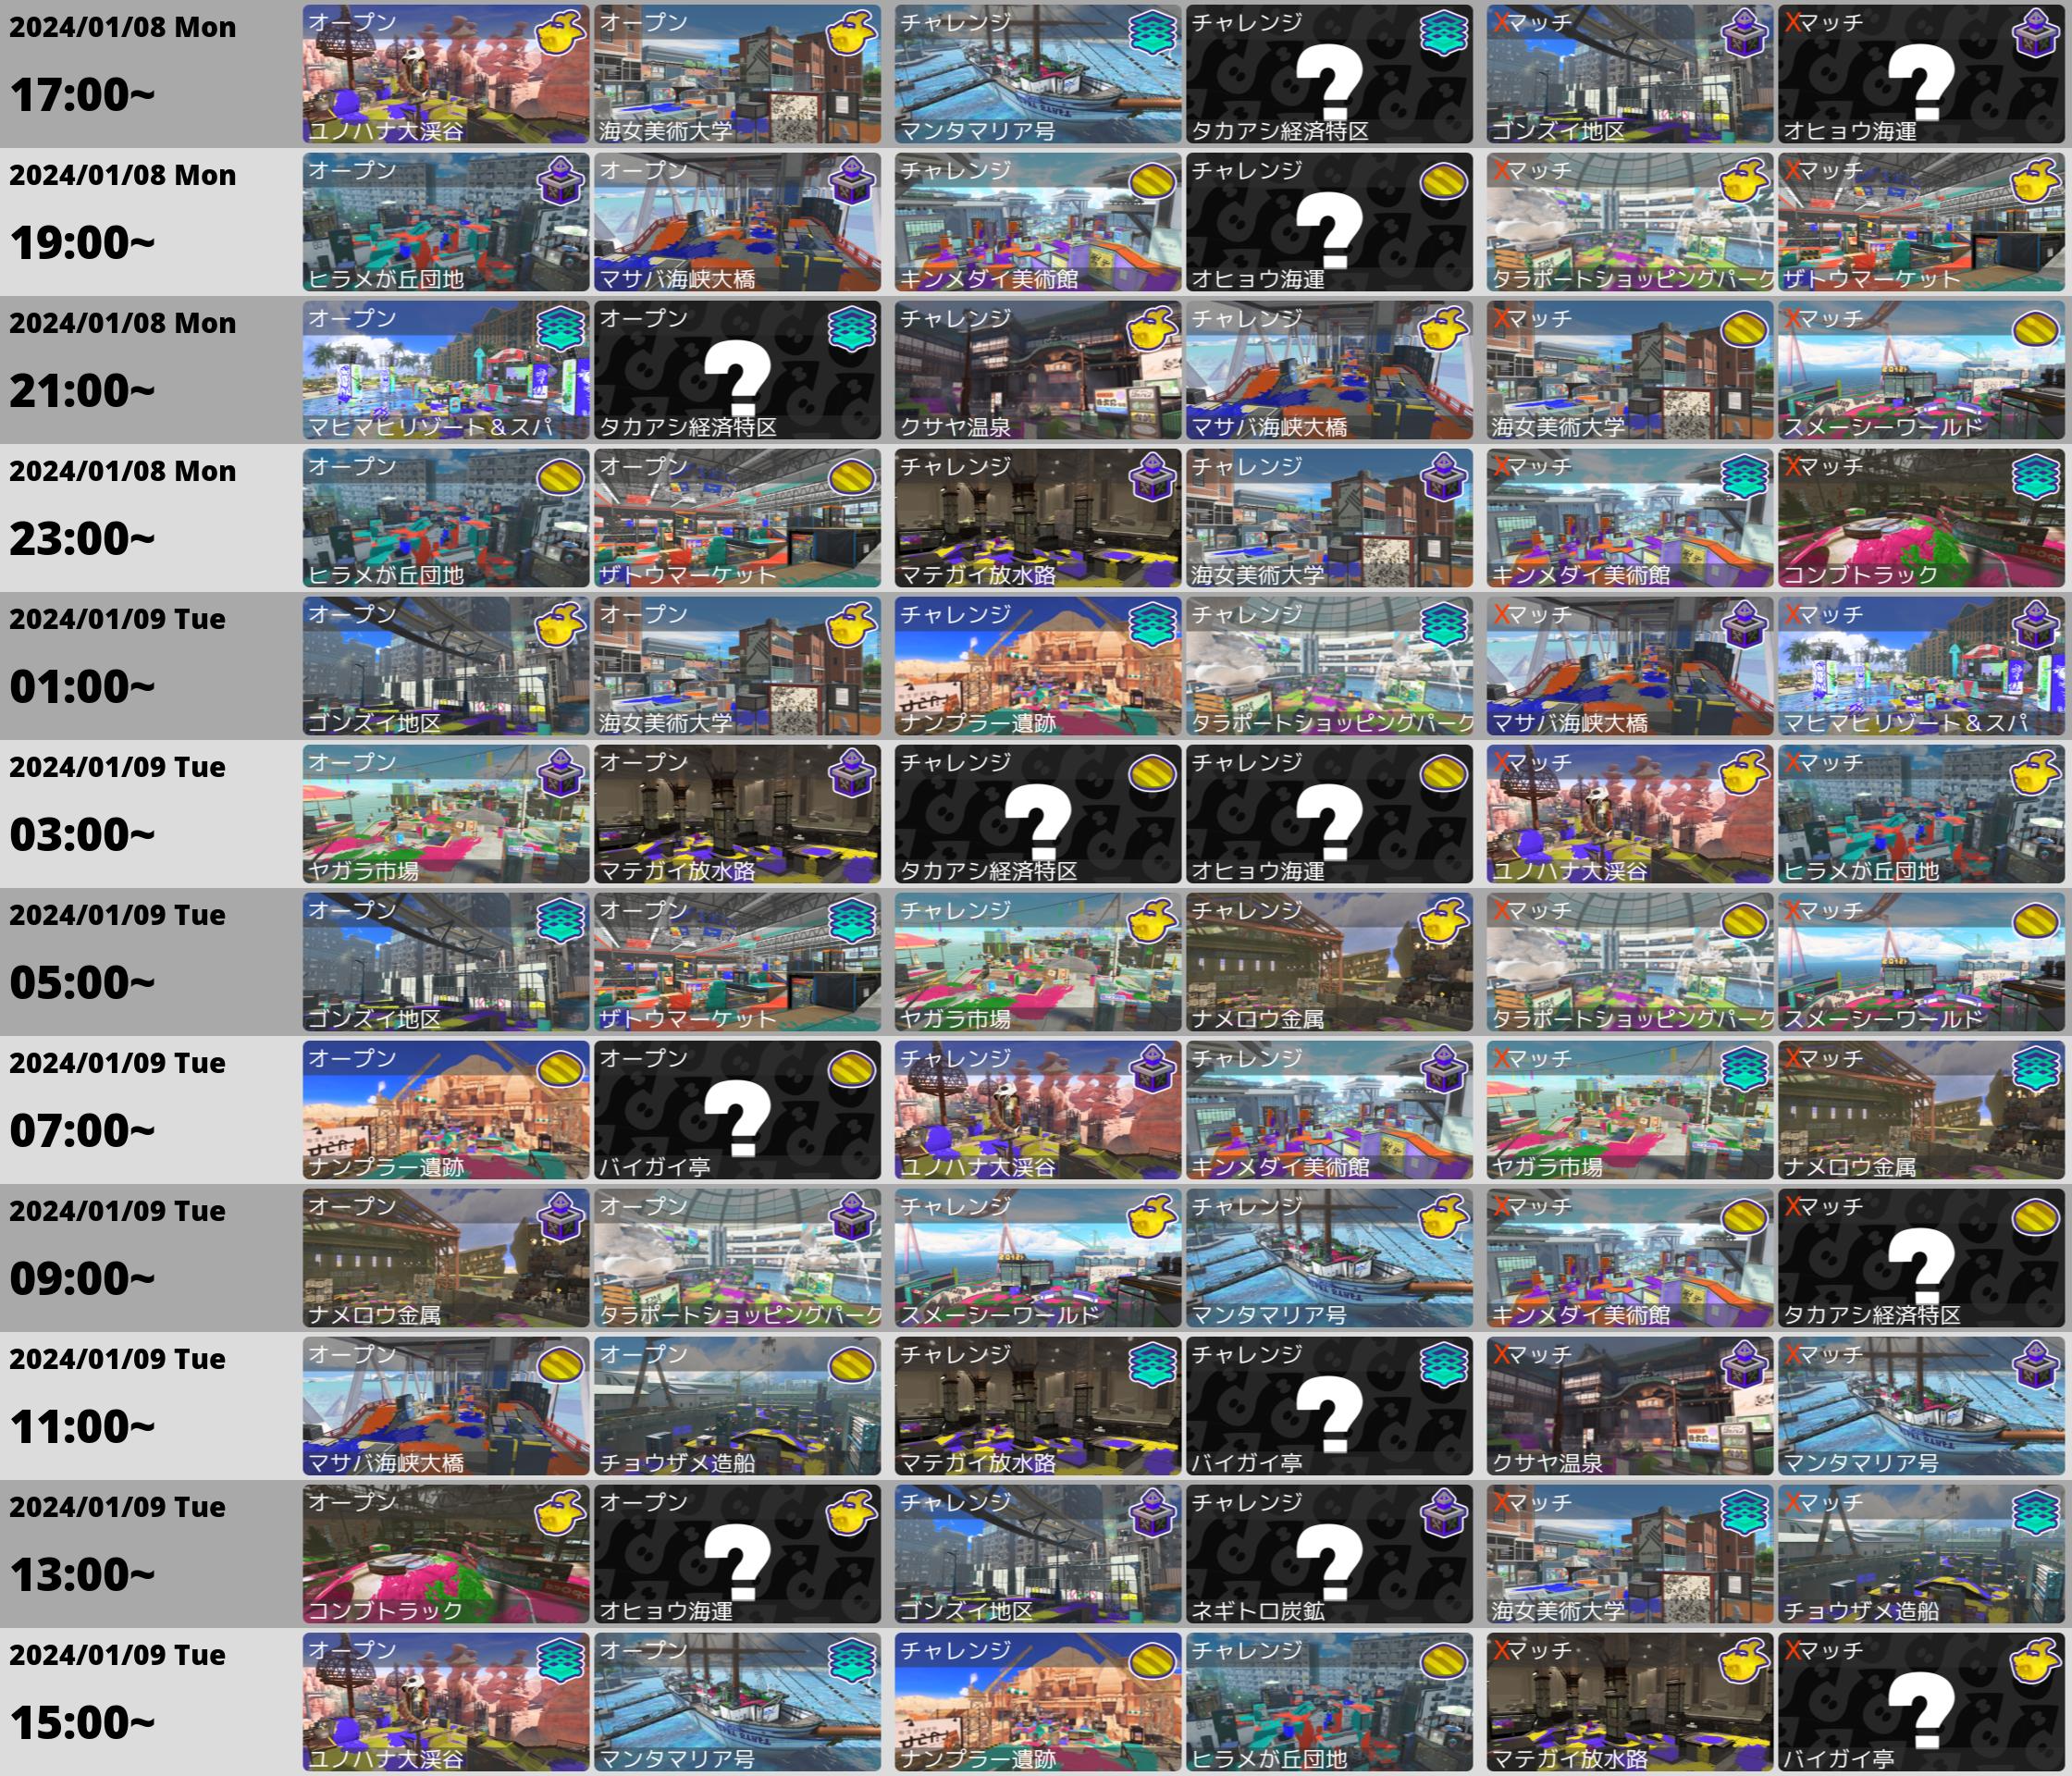 2024/01/08 Mon
17:00~
オープン
ユノハナ大渓谷
オープン
海女美術大学
チャレンジ
マンタマリア号
チャレンジ
タカアシ経済特区
Xマッチ
ゴンズイ地区
Xマッチ
オヒョウ海運
2024/01/08 Mon
19:00~
オープン
ヒラメが丘団地
オープン
マサバ海峡大橋
チャレンジ
キンメダイ美術館
チャレンジ
オヒョウ海運
Xマッチ
タラポートショッピングパーク
Xマッチ
ザトウマーケット
2024/01/08 Mon
21:00~
オープン
マヒマヒリゾート＆スパ
オープン
タカアシ経済特区
チャレンジ
クサヤ温泉
チャレンジ
マサバ海峡大橋
Xマッチ
海女美術大学
Xマッチ
スメーシーワールド
2024/01/08 Mon
23:00~
オープン
ヒラメが丘団地
オープン
ザトウマーケット
チャレンジ
マテガイ放水路
チャレンジ
海女美術大学
Xマッチ
キンメダイ美術館
Xマッチ
コンブトラック
2024/01/09 Tue
01:00~
オープン
ゴンズイ地区
オープン
海女美術大学
チャレンジ
ナンプラー遺跡
チャレンジ
タラポートショッピングパーク
Xマッチ
マサバ海峡大橋
Xマッチ
マヒマヒリゾート＆スパ
2024/01/09 Tue
03:00~
オープン
ヤガラ市場
オープン
マテガイ放水路
チャレンジ
タカアシ経済特区
チャレンジ
オヒョウ海運
Xマッチ
ユノハナ大渓谷
Xマッチ
ヒラメが丘団地
2024/01/09 Tue
05:00~
オープン
ゴンズイ地区
オープン
ザトウマーケット
チャレンジ
ヤガラ市場
チャレンジ
ナメロウ金属
Xマッチ
タラポートショッピングパーク
Xマッチ
スメーシーワールド
2024/01/09 Tue
07:00~
オープン
ナンプラー遺跡
オープン
バイガイ亭
チャレンジ
ユノハナ大渓谷
チャレンジ
キンメダイ美術館
Xマッチ
ヤガラ市場
Xマッチ
ナメロウ金属
2024/01/09 Tue
09:00~
オープン
ナメロウ金属
オープン
タラポートショッピングパーク
チャレンジ
スメーシーワールド
チャレンジ
マンタマリア号
Xマッチ
キンメダイ美術館
Xマッチ
タカアシ経済特区
2024/01/09 Tue
11:00~
オープン
マサバ海峡大橋
オープン
チョウザメ造船
チャレンジ
マテガイ放水路
チャレンジ
バイガイ亭
Xマッチ
クサヤ温泉
Xマッチ
マンタマリア号
2024/01/09 Tue
13:00~
オープン
コンブトラック
オープン
オヒョウ海運
チャレンジ
ゴンズイ地区
チャレンジ
ネギトロ炭鉱
Xマッチ
海女美術大学
Xマッチ
チョウザメ造船
2024/01/09 Tue
15:00~
オープン
ユノハナ大渓谷
オープン
マンタマリア号
チャレンジ
ナンプラー遺跡
チャレンジ
ヒラメが丘団地
Xマッチ
マテガイ放水路
Xマッチ
バイガイ亭